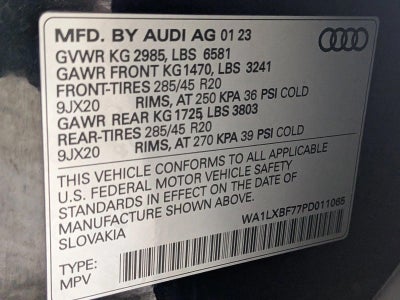 MFD. BY AUDI AG 01 23
GVWR KG 2985, LBS 6581
GAWR FRONT KG1470, LBS 3241
FRONT-TIRES 285/45 R20
9JX20 RIMS, AT 250 KPA 36 PSI COLD
GAWR REAR KG 1725, LBS 3803
REAR-TIRES 285/45 R20
9JX20 RIMS, AT 270 KPA 39 PSI COLD
THIS VEHICLE CONFORMS TO ALL APPLICABLE
U.S. FEDERAL MOTOR VEHICLE SAFETY
STANDARDS IN EFFECT ON THE DATE OF
MANUFACTURE SHOWN ABOVE.
SLOVAKIA WA1LXBF77PD011065
TYPE:
MPV